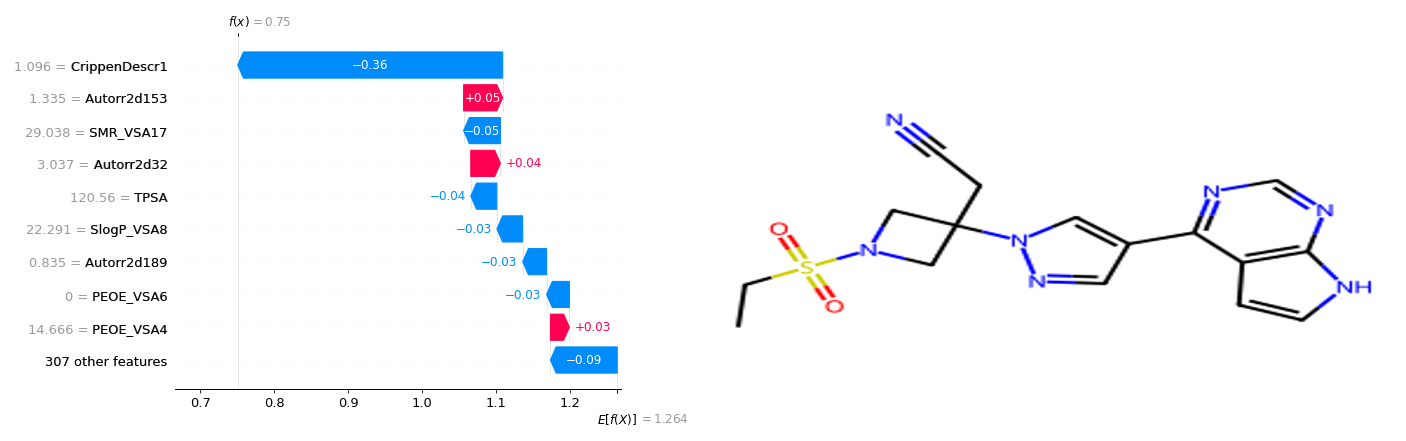 f(x) = 0.75
1.096 = CrippenDescr1
−0.36
1.335 = Autorr2d153
+0.05
29.038 = SMR_VSA17
−0.05
3.037 = Autorr2d32
+0.04
120.56 = TPSA
−0.04
22.291 = SlogP_VSA8
−0.03
0.835 = Autorr2d189
−0.03
0 = PEOE_VSA6
−0.03
14.666 = PEOE_VSA4
+0.03
307 other features
−0.09
0.7 0.8 0.9 1.0 1.1 1.2
E[f(X)] = 1.264
N
N
N
O
N
N
S
N
NH
O